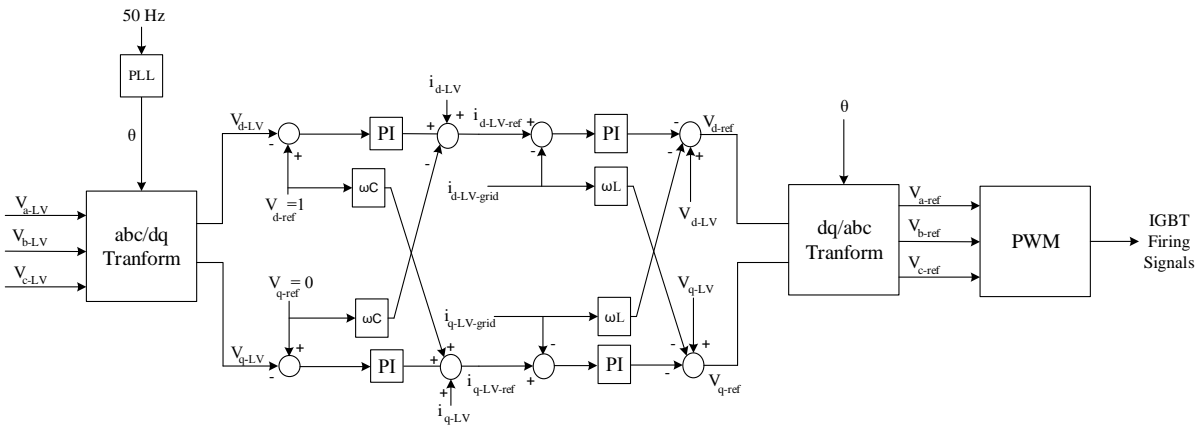 50 Hz
PLL
θ
V_a-LV
V_b-LV
V_c-LV
abc/dq
Tranform
V_d-LV
-
+
V_d-ref =1
PI
ωC
i_d-LV
+
+
-
i_d-LV-ref
+
-
i_d-LV-grid
PI
ωL
-
-
+
V_d-ref
V_d-LV
V_q-ref = 0
ωC
V_q-LV
+
-
PI
+
+
+
i_q-LV
i_q-LV-ref
i_q-LV-grid
-
+
ωL
PI
V_q-LV
+
-
-
V_q-ref
θ
dq/abc
Tranform
V_a-ref
V_b-ref
V_c-ref
PWM
IGBT
Firing
Signals